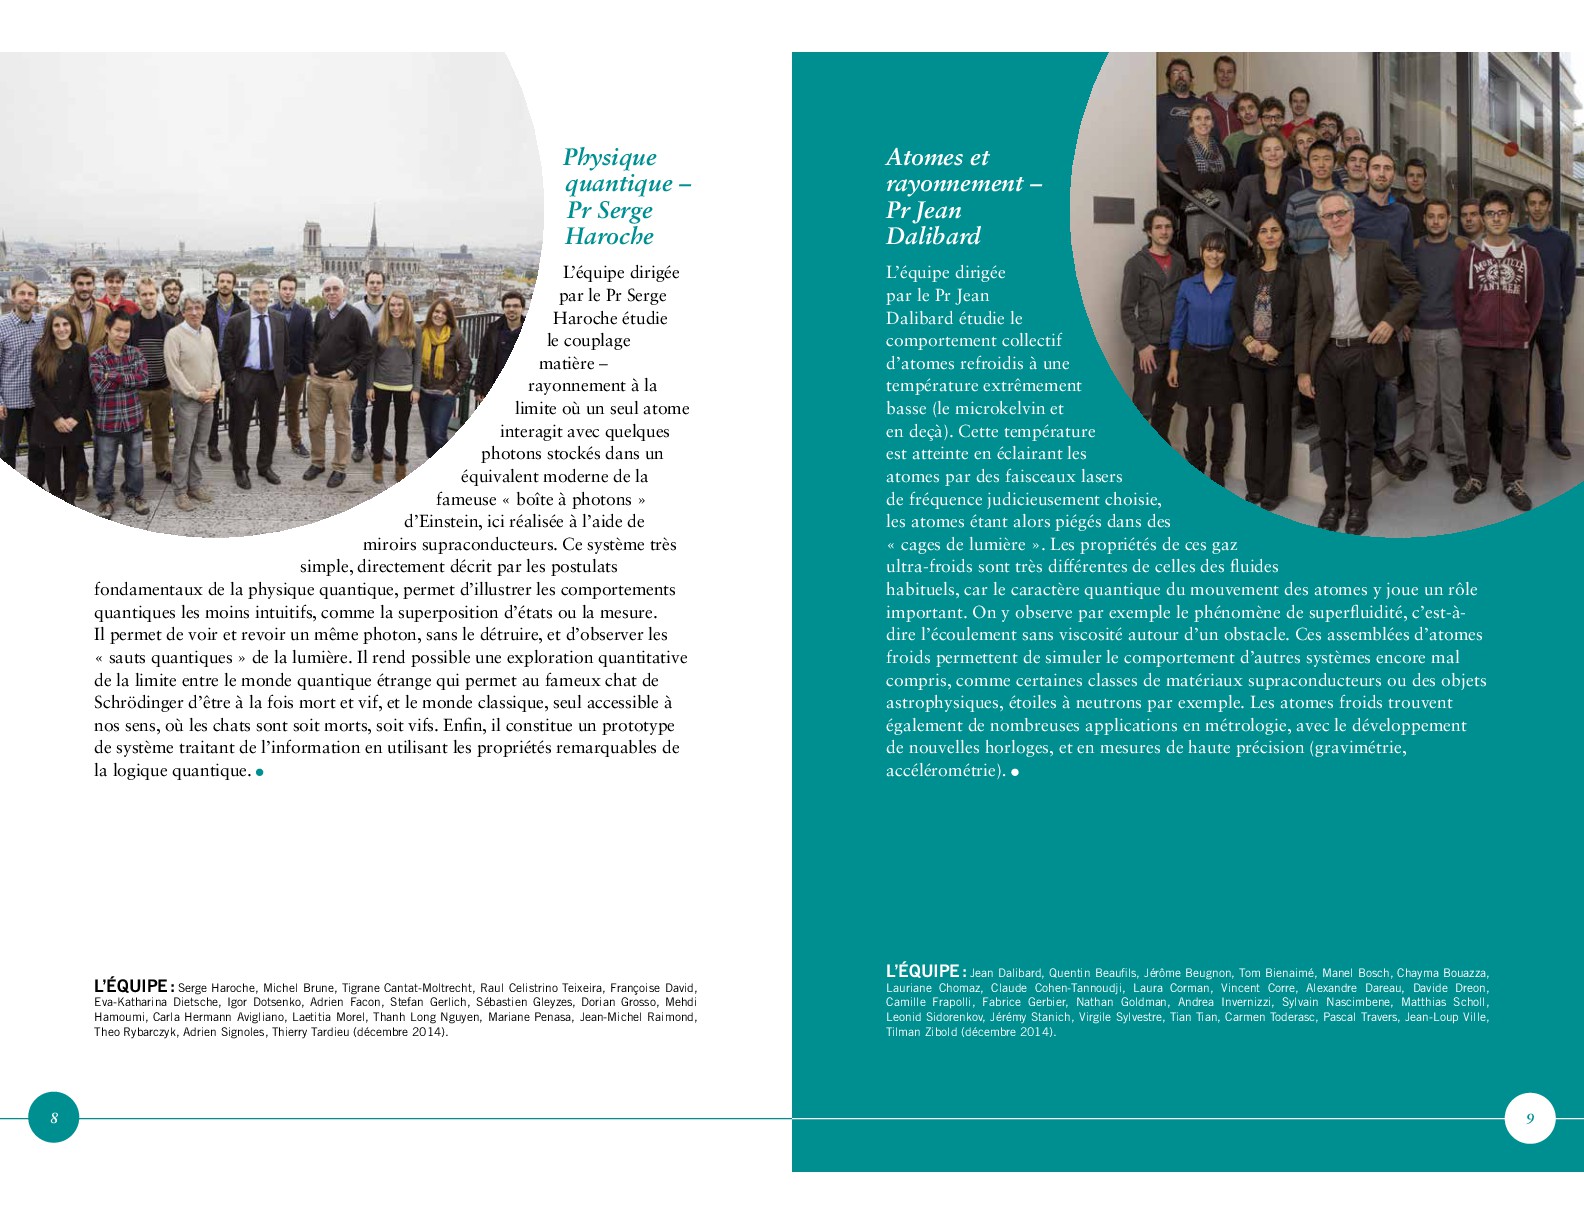 Physique
quantique –
Pr Serge
Haroche
L’équipe dirigée
par le Pr Serge
Haroche étudie
le couplage
matière –
rayonnement à la
limite où un seul atome
interagit avec quelques
photons stockés dans un
équivalent moderne de la
fameuse « boîte à photons »
d’Einstein, ici réalisée à l’aide de
miroirs supraconducteurs. Ce système très
simple, directement décrit par les postulats
fondamentaux de la physique quantique, permet d’illustrer les comportements
quantiques les moins intuitifs, comme la superposition d’états ou la mesure.
Il permet de voir et revoir un même photon, sans le détruire, et d’observer les
« sauts quantiques » de la lumière. Il rend possible une exploration quantitative
de la limite entre le monde quantique étrange qui permet au fameux chat de
Schrödinger d’être à la fois mort et vif, et le monde classique, seul accessible à
nos sens, où les chats sont soit morts, soit vifs. Enfin, il constitue un prototype
de système traitant de l’information en utilisant les propriétés remarquables de
la logique quantique. ●
L’ÉQUIPE : Serge Haroche, Michel Brune, Tigrane Cantat-Moltrecht, Raul Celistrino Teixeira, Françoise David,
Eva-Katharina Dietsche, Igor Dotsenko, Adrien Facon, Stefan Gerlich, Sébastien Gleyzes, Dorian Grosso, Mehdi
Hamoumi, Carla Hermann Avigliano, Laetitia Morel, Thanh Long Nguyen, Mariane Penasa, Jean-Michel Raimond,
Theo Rybarczyk, Adrien Signoles, Thierry Tardieu (décembre 2014).
8
Atomes et
rayonnement –
Pr Jean
Dalibard
L’équipe dirigée
par le Pr Jean
Dalibard étudie le
comportement collectif
d’atomes refroidis à une
température extrêmement
basse (le microkelvin et
en deçà). Cette température
est atteinte en éclairant les
atomes par des faisceaux lasers
de fréquence judicieusement choisie,
les atomes étant alors piégés dans des
« cages de lumière ». Les propriétés de ces gaz
ultra-froids sont très différentes de celles des fluides
habituels, car le caractère quantique du mouvement des atomes y joue un rôle
important. On y observe par exemple le phénomène de superfluidité, c’est-à-
dire l’écoulement sans viscosité autour d’un obstacle. Ces assemblées d’atomes
froids permettent de simuler le comportement d’autres systèmes encore mal
compris, comme certaines classes de matériaux supraconducteurs ou des objets
astrophysiques, étoiles à neutrons par exemple. Les atomes froids trouvent
également de nombreuses applications en métrologie, avec le développement
de nouvelles horloges, et en mesures de haute précision (gravimétrie,
accélérométrie). ●
L’ÉQUIPE : Jean Dalibard, Quentin Beaufils, Jérôme Beugnon, Tom Bienaimé, Manel Bosch, Chayma Bouazza,
Lauriane Chomaz, Claude Cohen-Tannoudji, Laura Corman, Vincent Corre, Alexandre Dareau, Davide Dreon,
Camille Frapolli, Fabrice Gerbier, Nathan Goldman, Andrea Invernizzi, Sylvain Nascimbene, Matthias Scholl,
Leonid Sidorenkov, Jérémy Stanich, Virgile Sylvestre, Tian Tian, Carmen Toderasc, Pascal Travers, Jean-Loup Ville,
Tilman Zibold (décembre 2014).
9